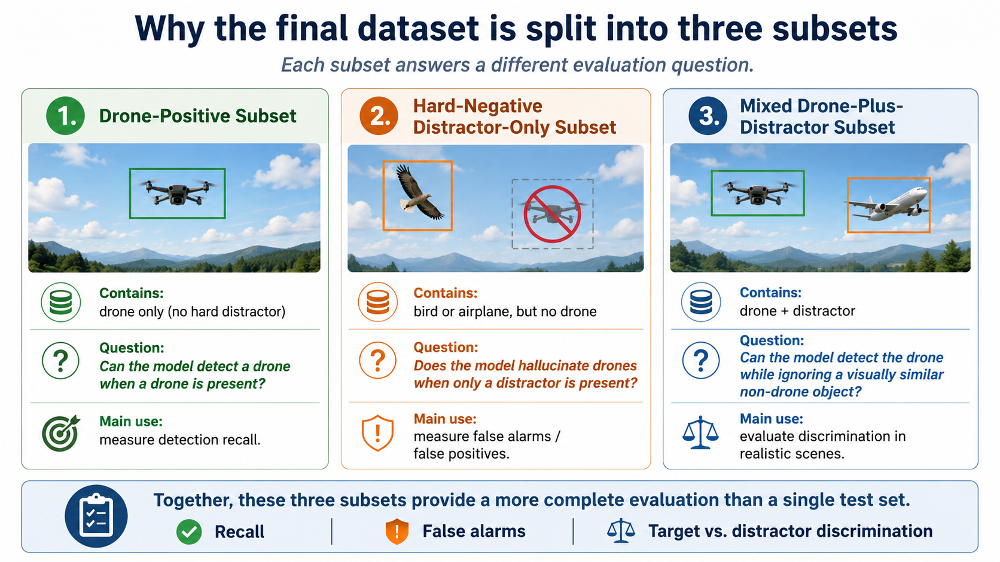 Why the final dataset is split into three subsets
Each subset answers a different evaluation question.
1.
Drone-Positive Subset
Contains:
drone only (no hard distractor)
Question:
Can the model detect a drone
when a drone is present?
Main use:
measure detection recall.
2.
Hard-Negative
Distractor-Only Subset
Contains:
bird or airplane, but no drone
Question:
Does the model hallucinate drones
when only a distractor is present?
Main use:
measure false alarms /
false positives.
3.
Mixed Drone-Plus-
Distractor Subset
Contains:
drone + distractor
Question:
Can the model detect the drone
while ignoring a visually similar
non-drone object?
Main use:
evaluate discrimination in
realistic scenes.
Together, these three subsets provide a more complete evaluation than a single test set.
Recall
False alarms
Target vs. distractor discrimination